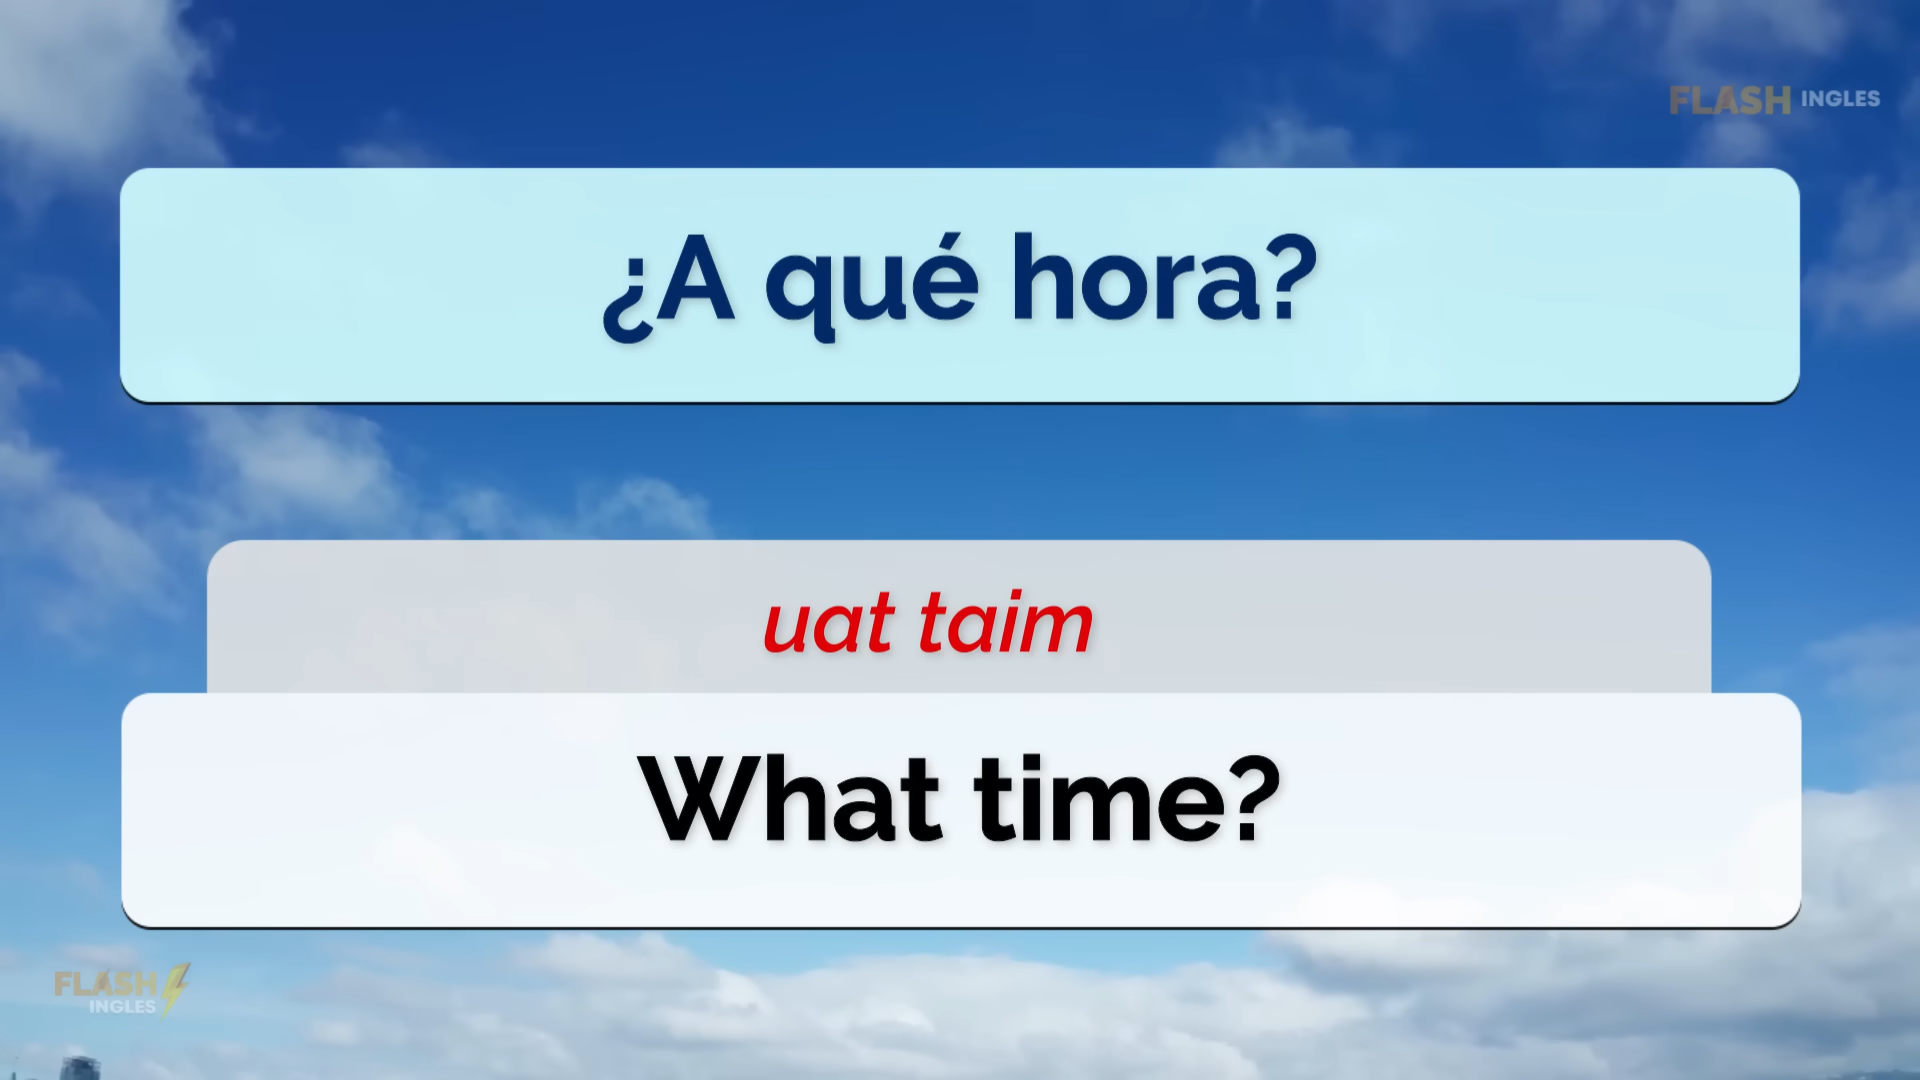 FLASH INGLES
¿A qué hora?
uat taim
What time?
FLASH
INGLES